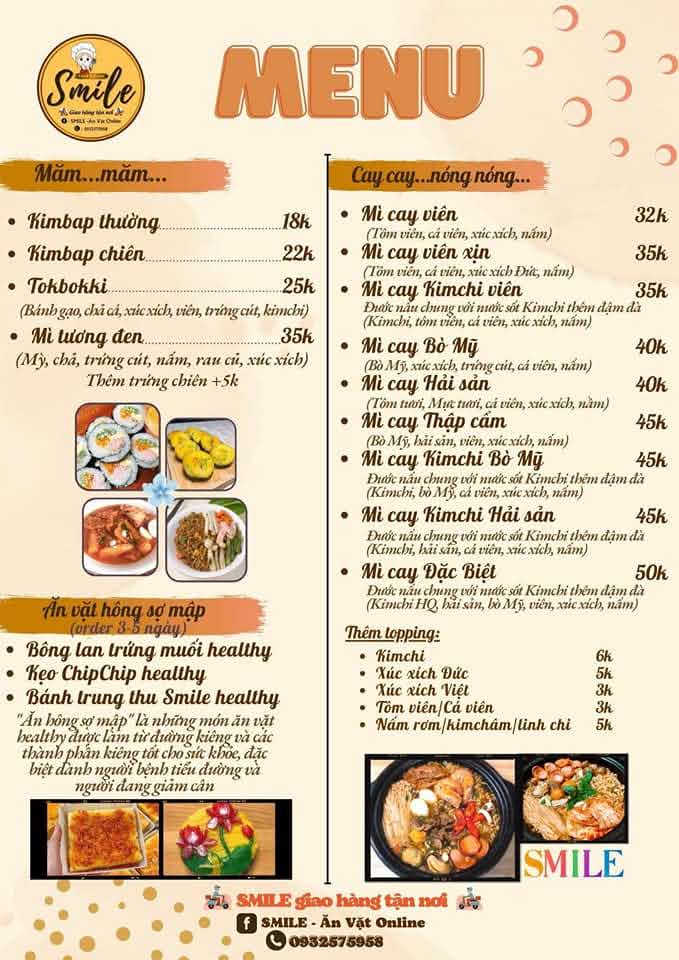 Smile
Giao hàng tận nơi
SMILE -Ăn Vặt Online
: 0932575958
MENU
Măm...măm...
• Kimbap thường 18k
• Kimbap chiên 22k
• Tokbokki 25k
(Bánh gạo, chả cá, xúc xích, viên, trứng cút, kimchi)
• Mì tương đen 35k
(Mỳ, chả, trứng cút, nấm, rau củ, xúc xích)
Thêm trứng chiên +5k
Ăn vặt hông sợ mập
(order 3-5 ngày)
• Bông lan trứng muối healthy
• Kẹo ChipChip healthy
• Bánh trung thu Smile healthy
"Ăn hông sợ mập" là những món ăn vặt
healthy được làm từ đường kiêng và các
thành phần kiêng tốt cho sức khỏe, đặc
biệt dành người bệnh tiểu đường và
người đang giảm cân
Cay cay...nóng nóng...
• Mì cay viên 32k
(Tôm viên, cá viên, xúc xích, nấm)
• Mì cay viên xịn 35k
(Tôm viên, cá viên, xúc xích Đức, nấm)
• Mì cay Kimchi viên 35k
Được nấu chung với nước sốt Kimchi thêm đậm đà
(Kimchi, tôm viên, cá viên, xúc xích, nấm)
• Mì cay Bò Mỹ 40k
(Bò Mỹ, xúc xích, trứng cút, cá viên, nấm)
• Mì cay Hải sản 40k
(Tôm tươi, Mực tươi, cá viên, xúc xích, nấm)
• Mì cay Thập cẩm 45k
(Bò Mỹ, hải sản, viên, xúc xích, nấm)
• Mì cay Kimchi Bò Mỹ 45k
Được nấu chung với nước sốt Kimchi thêm đậm đà
(Kimchi, bò Mỹ, cá viên, xúc xích, nấm)
• Mì cay Kimchi Hải sản 45k
Được nấu chung với nước sốt Kimchi thêm đậm đà
(Kimchi, hải sản, cá viên, xúc xích, nấm)
• Mì cay Đặc Biệt 50k
Được nấu chung với nước sốt Kimchi thêm đậm đà
(Kimchi HQ, hải sản, bò Mỹ, viên, xúc xích, nấm)
Thêm topping:
• Kimchi 6k
• Xúc xích Đức 5k
• Xúc xích Việt 3k
• Tôm viên/Cá viên 3k
• Nấm rơm/kimchâm/linh chi 5k
SMILE
SMILE giao hàng tận nơi
SMILE - Ăn Vặt Online
0932575958